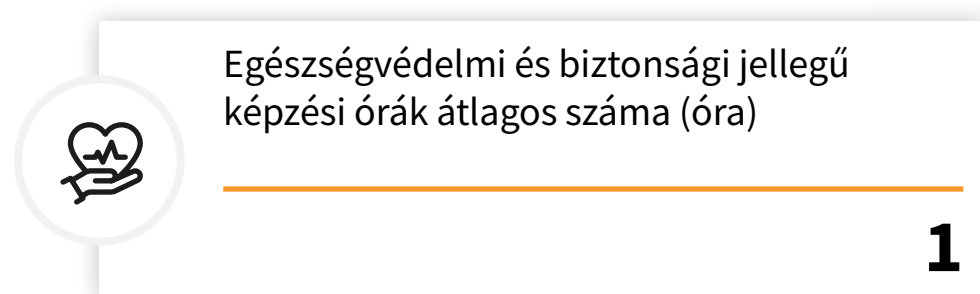 Egészségvédelmi és biztonsági jellegű
képzési órák átlagos száma (óra)
1